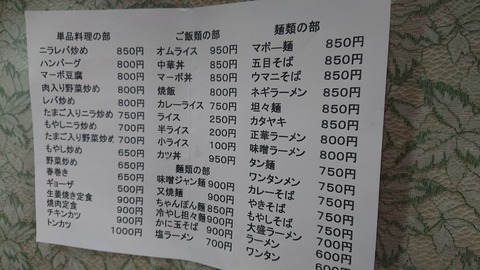 単品料理の部
ニラレバ炒め 850円
ハンバーグ 800円
マーボ豆腐 800円
肉入り野菜炒め 800円
レバ炒め 800円
たまご入りニラ炒め 750円
もやしニラ炒め 700円
たまご入り野菜炒め 750円
もやし炒め 650円
野菜炒め 650円
春巻き 650円
ギョーザ 500円
生姜焼き定食 900円
焼肉定食 900円
チキンカツ 900円
トンカツ 1000円
ご飯類の部
オムライス 950円
中華丼 850円
マーボ丼 850円
焼飯 800円
カレーライス 750円
ライス 250円
半ライス 200円
小ライス 100円
カツ丼 950円
麺類の部
味噌ジャン麺 900円
叉焼麺 900円
ちゃんぽん麺 850円
冷やし担々麺 900円
かに玉そば 900円
塩ラーメン 700円
麺類の部
マボ―麺 850円
五目そば 850円
ウマニそば 850円
ネギラーメン 850円
坦々麺 850円
カタヤキ 850円
正華ラーメン 800円
味噌ラーメン 800円
タン麺 750円
ワンタンメン 750円
カレーそば 750円
やきそば 750円
もやしそば 750円
大盛ラーメン 700円
ラーメン 600円
ワンタン 600円